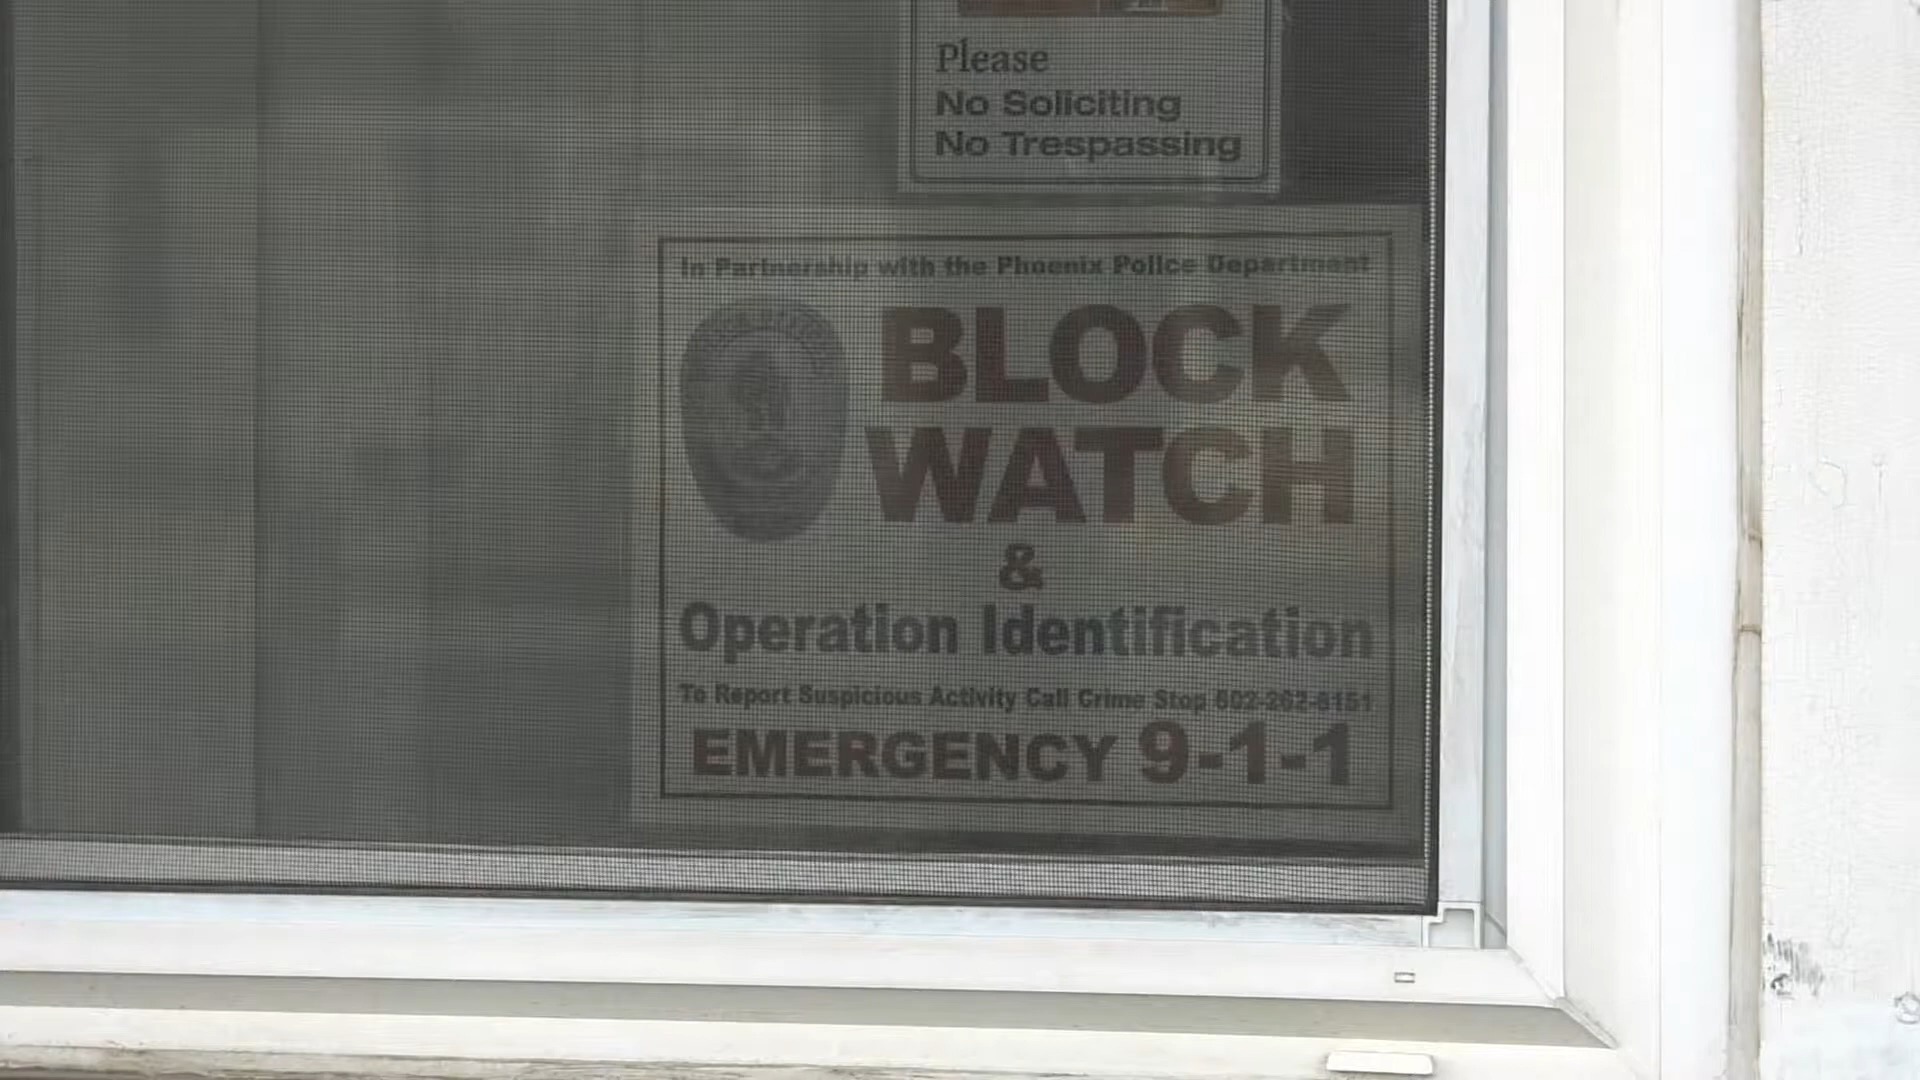 Please
No Soliciting
No Trespassing
In Partnership with the Phoenix Police Department
BLOCK
WATCH
&
Operation Identification
To Report Suspicious Activity Call Crime Stop 602-262-6151
EMERGENCY 9-1-1